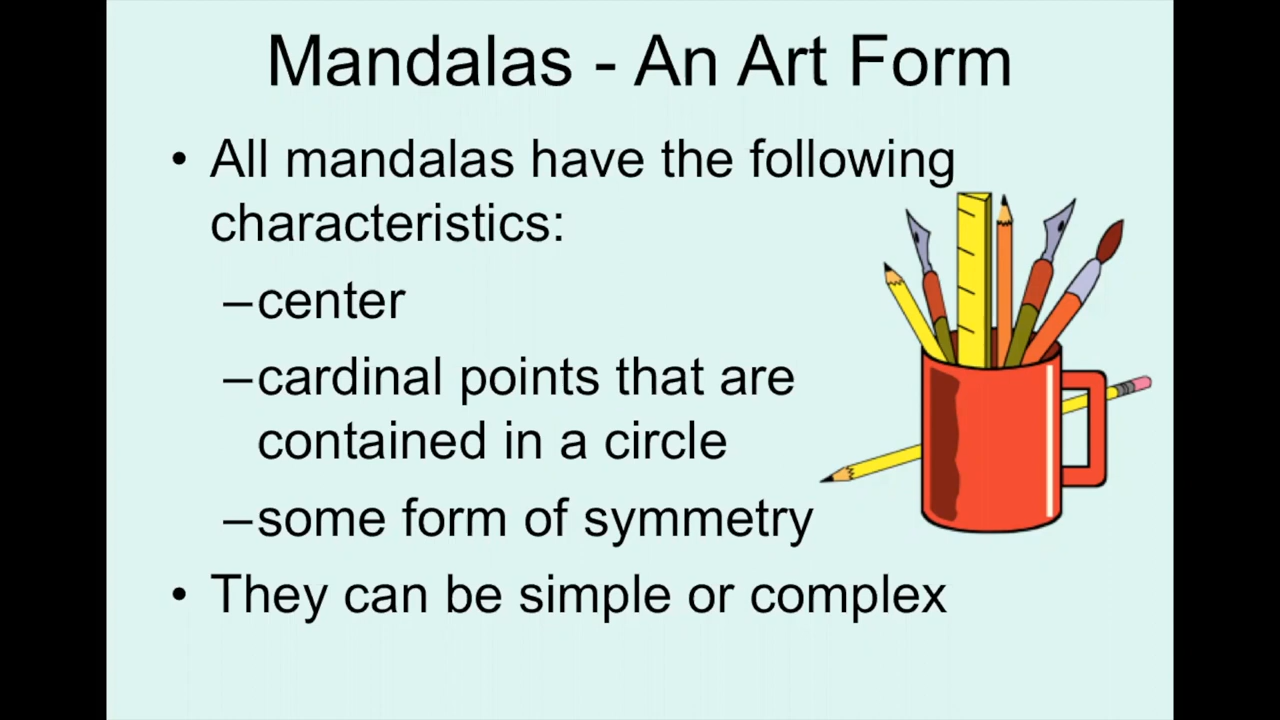 Mandalas - An Art Form
• All mandalas have the following
characteristics:
–center
–cardinal points that are
contained in a circle
–some form of symmetry
• They can be simple or complex